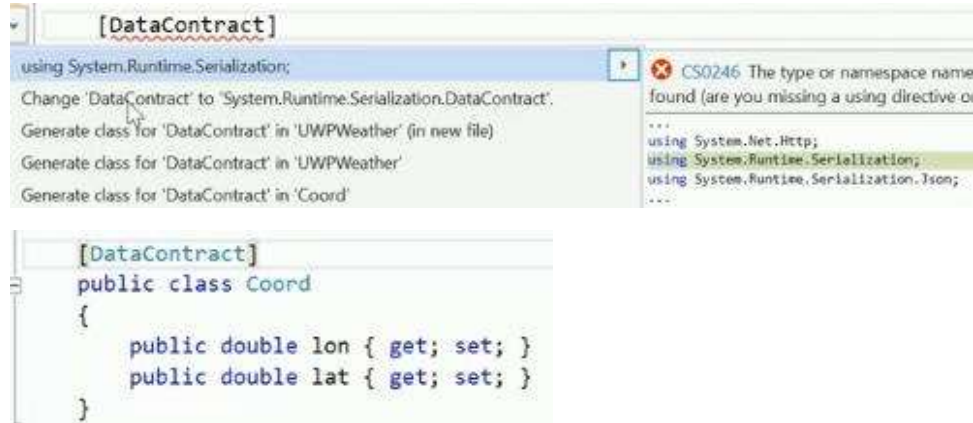 [DataContract]
using System.Runtime.Serialization;
Change 'DataContract' to 'System.Runtime.Serialization.DataContract'.
Generate class for 'DataContract' in 'UWPWeather' (in new file)
Generate class for 'DataContract' in 'UWPWeather'
Generate class for 'DataContract' in 'Coord'
CS0246 The type or namespace name
found (are you missing a using directive o
...
using System.Net.Http;
using System.Runtime.Serialization;
using System.Runtime.Serialization.Json;
...
[DataContract]
public class Coord
{
public double lon { get; set; }
public double lat { get; set; }
}